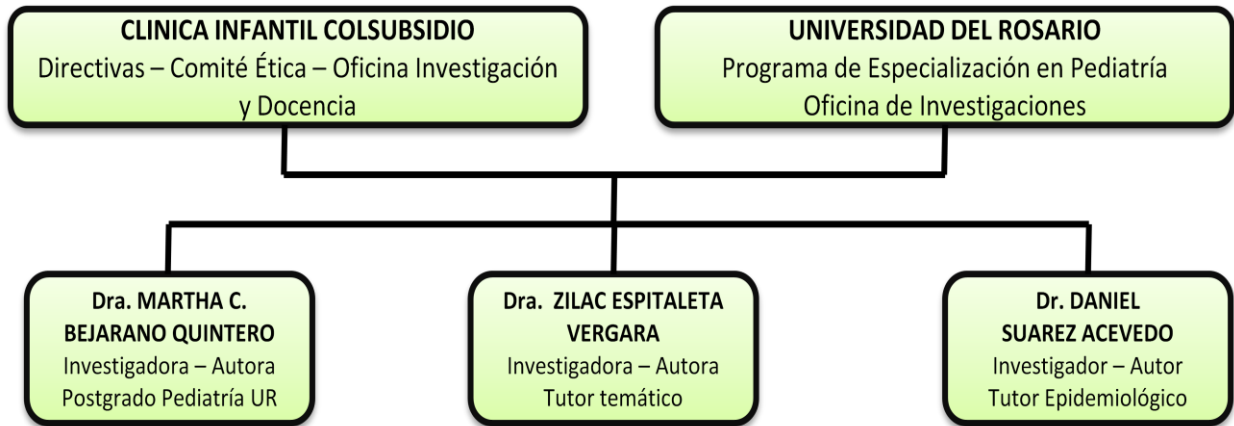 CLINICA INFANTIL COLSUBSIDIO
Directivas – Comité Ética – Oficina Investigación
y Docencia
UNIVERSIDAD DEL ROSARIO
Programa de Especialización en Pediatría
Oficina de Investigaciones
Dra. MARTHA C.
BEJARANO QUINTERO
Investigadora – Autora
Postgrado Pediatría UR
Dra. ZILAC ESPITALETA
VERGARA
Investigadora – Autora
Tutor temático
Dr. DANIEL
SUAREZ ACEVEDO
Investigador – Autor
Tutor Epidemiológico